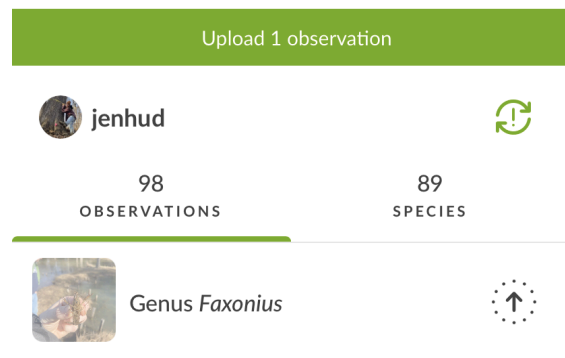 Upload 1 observation
jenhud
98
89
OBSERVATIONS
SPECIES
Genus Faxonius